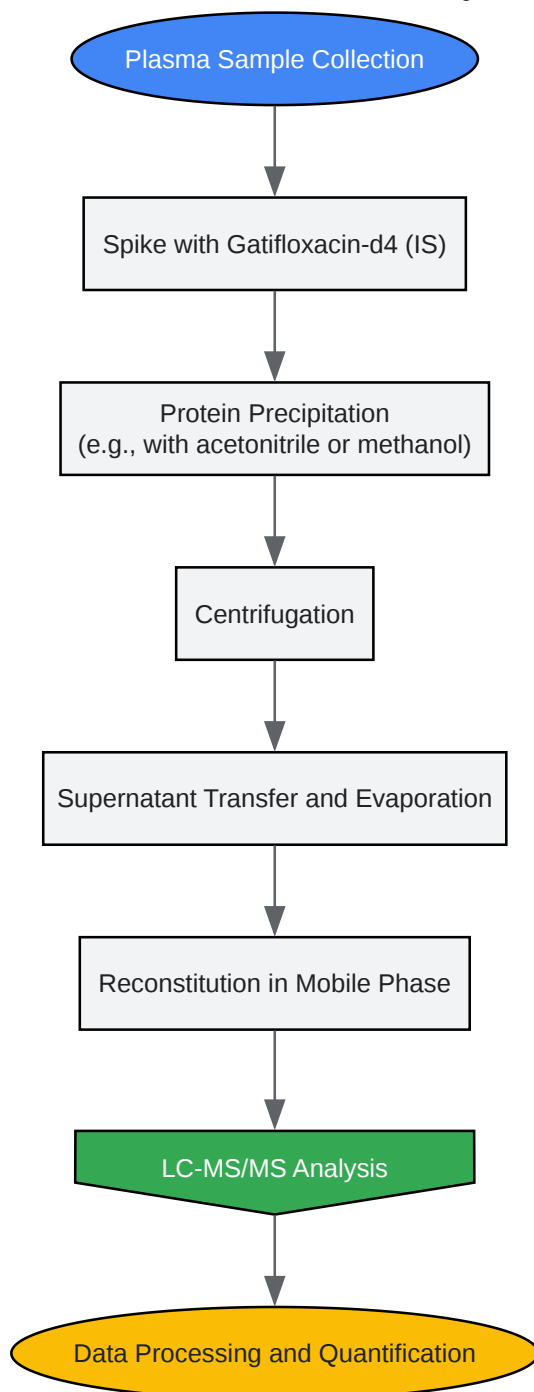 Plasma Sample Collection
Spike with Gatifloxacin-d4 (IS)
Protein Precipitation
(e.g., with acetonitrile or methanol)
Centrifugation
Supernatant Transfer and Evaporation
Reconstitution in Mobile Phase
LC-MS/MS Analysis
Data Processing and Quantification